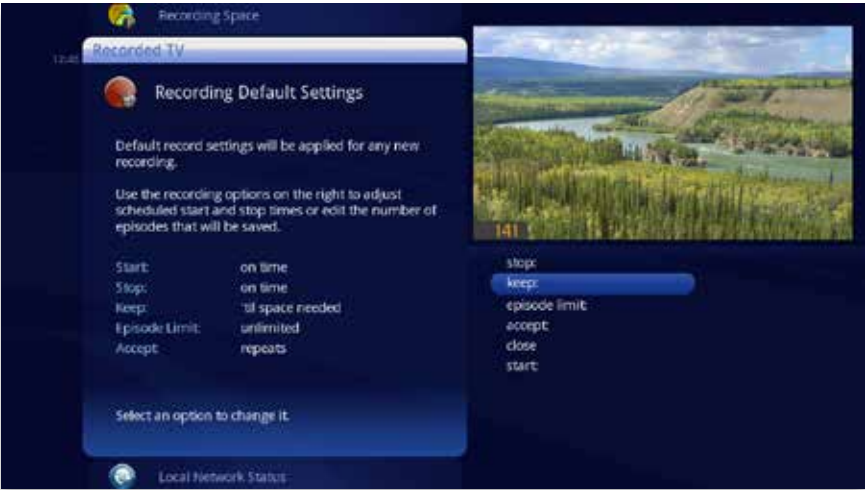 Recording Space
12:45
Recorded TV
Recording Default Settings
Default record settings will be applied for any new
recording.
Use the recording options on the right to adjust
scheduled start and stop times or edit the number of
episodes that will be saved.
Start: on time
Stop: on time
Keep: 'til space needed
Episode Limit: unlimited
Accept: repeats
Select an option to change it.
Local Network Status
141
stop:
keep:
episode limit:
accept:
close
start: